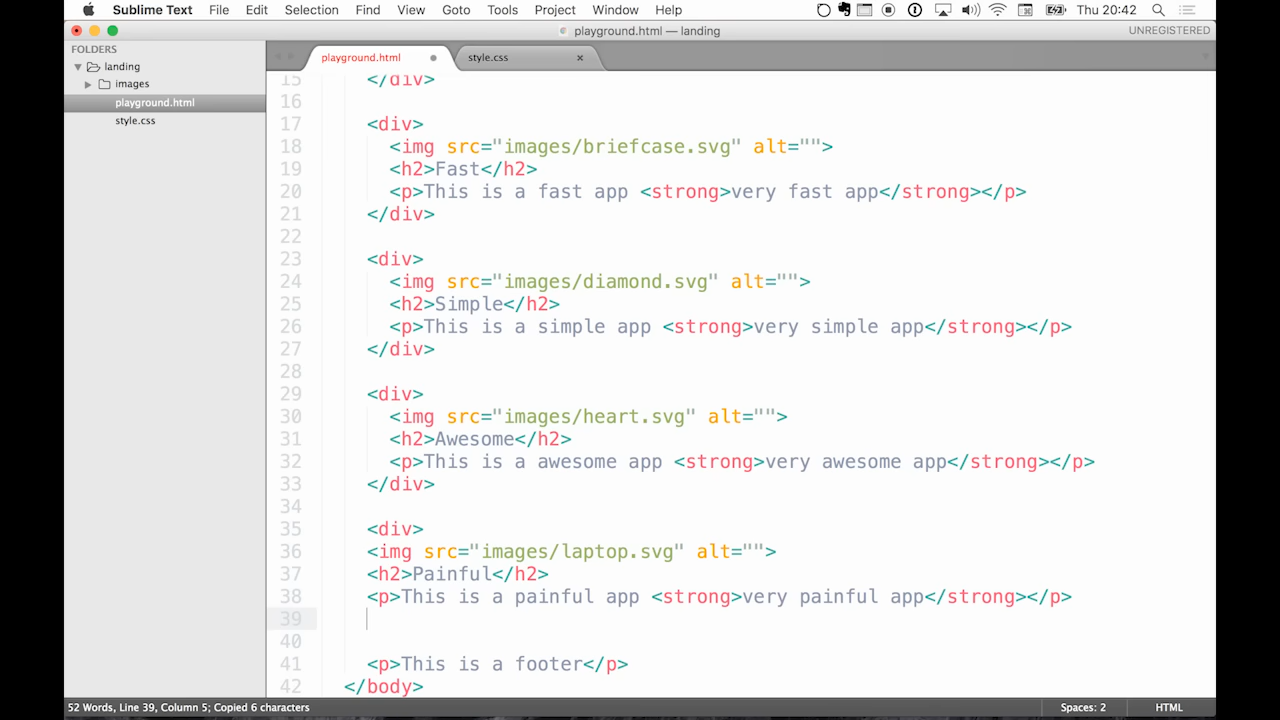 Sublime Text File Edit Selection Find View Goto Tools Project Window Help Thu 20:42
playground.html — landing UNREGISTERED
FOLDERS
landing
images
playground.html
style.css
playground.html style.css
15 </div>
16
17 <div>
18 <img src="images/briefcase.svg" alt="">
19 <h2>Fast</h2>
20 <p>This is a fast app <strong>very fast app</strong></p>
21 </div>
22
23 <div>
24 <img src="images/diamond.svg" alt="">
25 <h2>Simple</h2>
26 <p>This is a simple app <strong>very simple app</strong></p>
27 </div>
28
29 <div>
30 <img src="images/heart.svg" alt="">
31 <h2>Awesome</h2>
32 <p>This is a awesome app <strong>very awesome app</strong></p>
33 </div>
34
35 <div>
36 <img src="images/laptop.svg" alt="">
37 <h2>Painful</h2>
38 <p>This is a painful app <strong>very painful app</strong></p>
39
40
41 <p>This is a footer</p>
42 </body>
52 Words, Line 39, Column 5; Copied 6 characters Spaces: 2 HTML